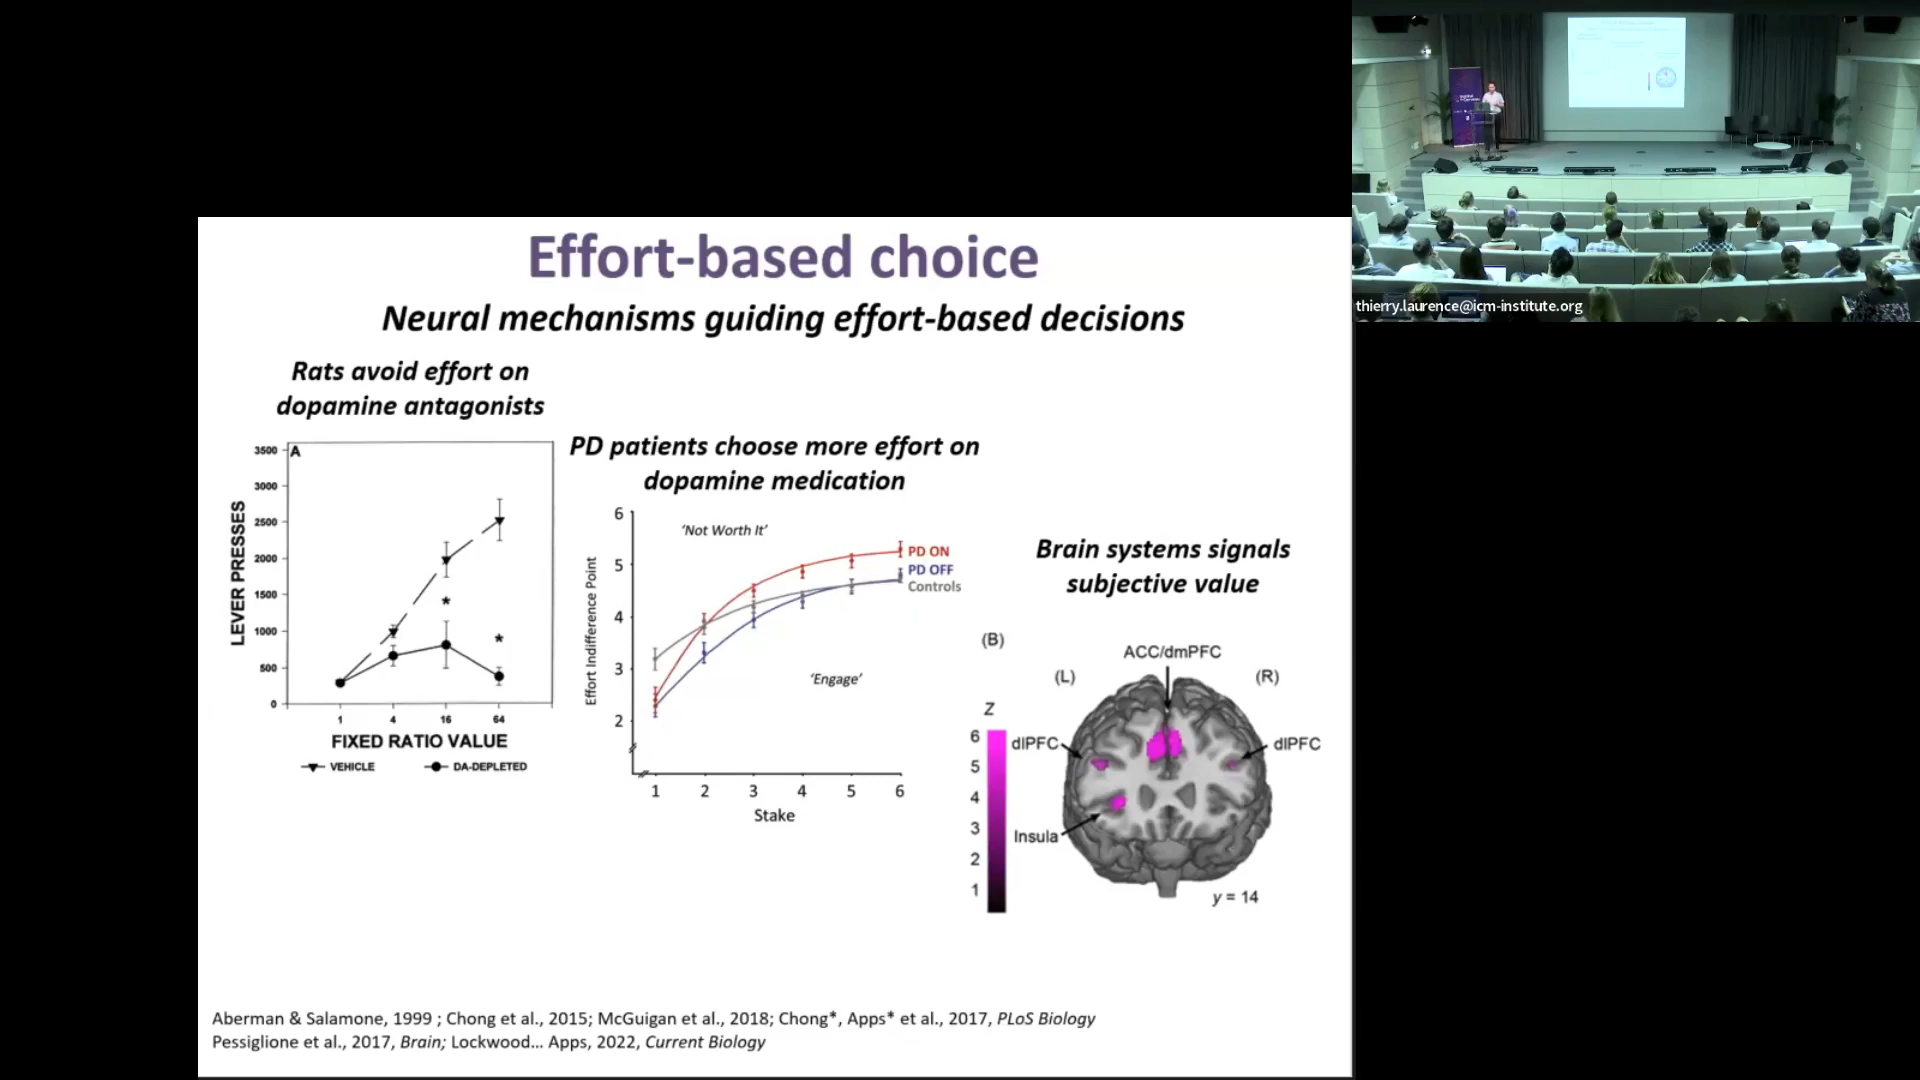 Effort-based choice
Neural mechanisms guiding effort-based decisions
Rats avoid effort on
dopamine antagonists
A
3500
3000
2500
2000
1500
1000
500
0
LEVER PRESSES
*
*
1 4 16 64
FIXED RATIO VALUE
VEHICLE DA-DEPLETED
PD patients choose more effort on
dopamine medication
6
5
4
3
2
Effort Indifference Point
‘Not Worth It’
PD ON
PD OFF
Controls
‘Engage’
1 2 3 4 5 6
Stake
Brain systems signals
subjective value
(B)
ACC/dmPFC
(L) (R)
Z
6
5
4
3
2
1
dlPFC dlPFC
Insula
y = 14
Aberman & Salamone, 1999 ; Chong et al., 2015; McGuigan et al., 2018; Chong*, Apps* et al., 2017, PLoS Biology
Pessiglione et al., 2017, Brain; Lockwood... Apps, 2022, Current Biology
thierry.laurence@icm-institute.org